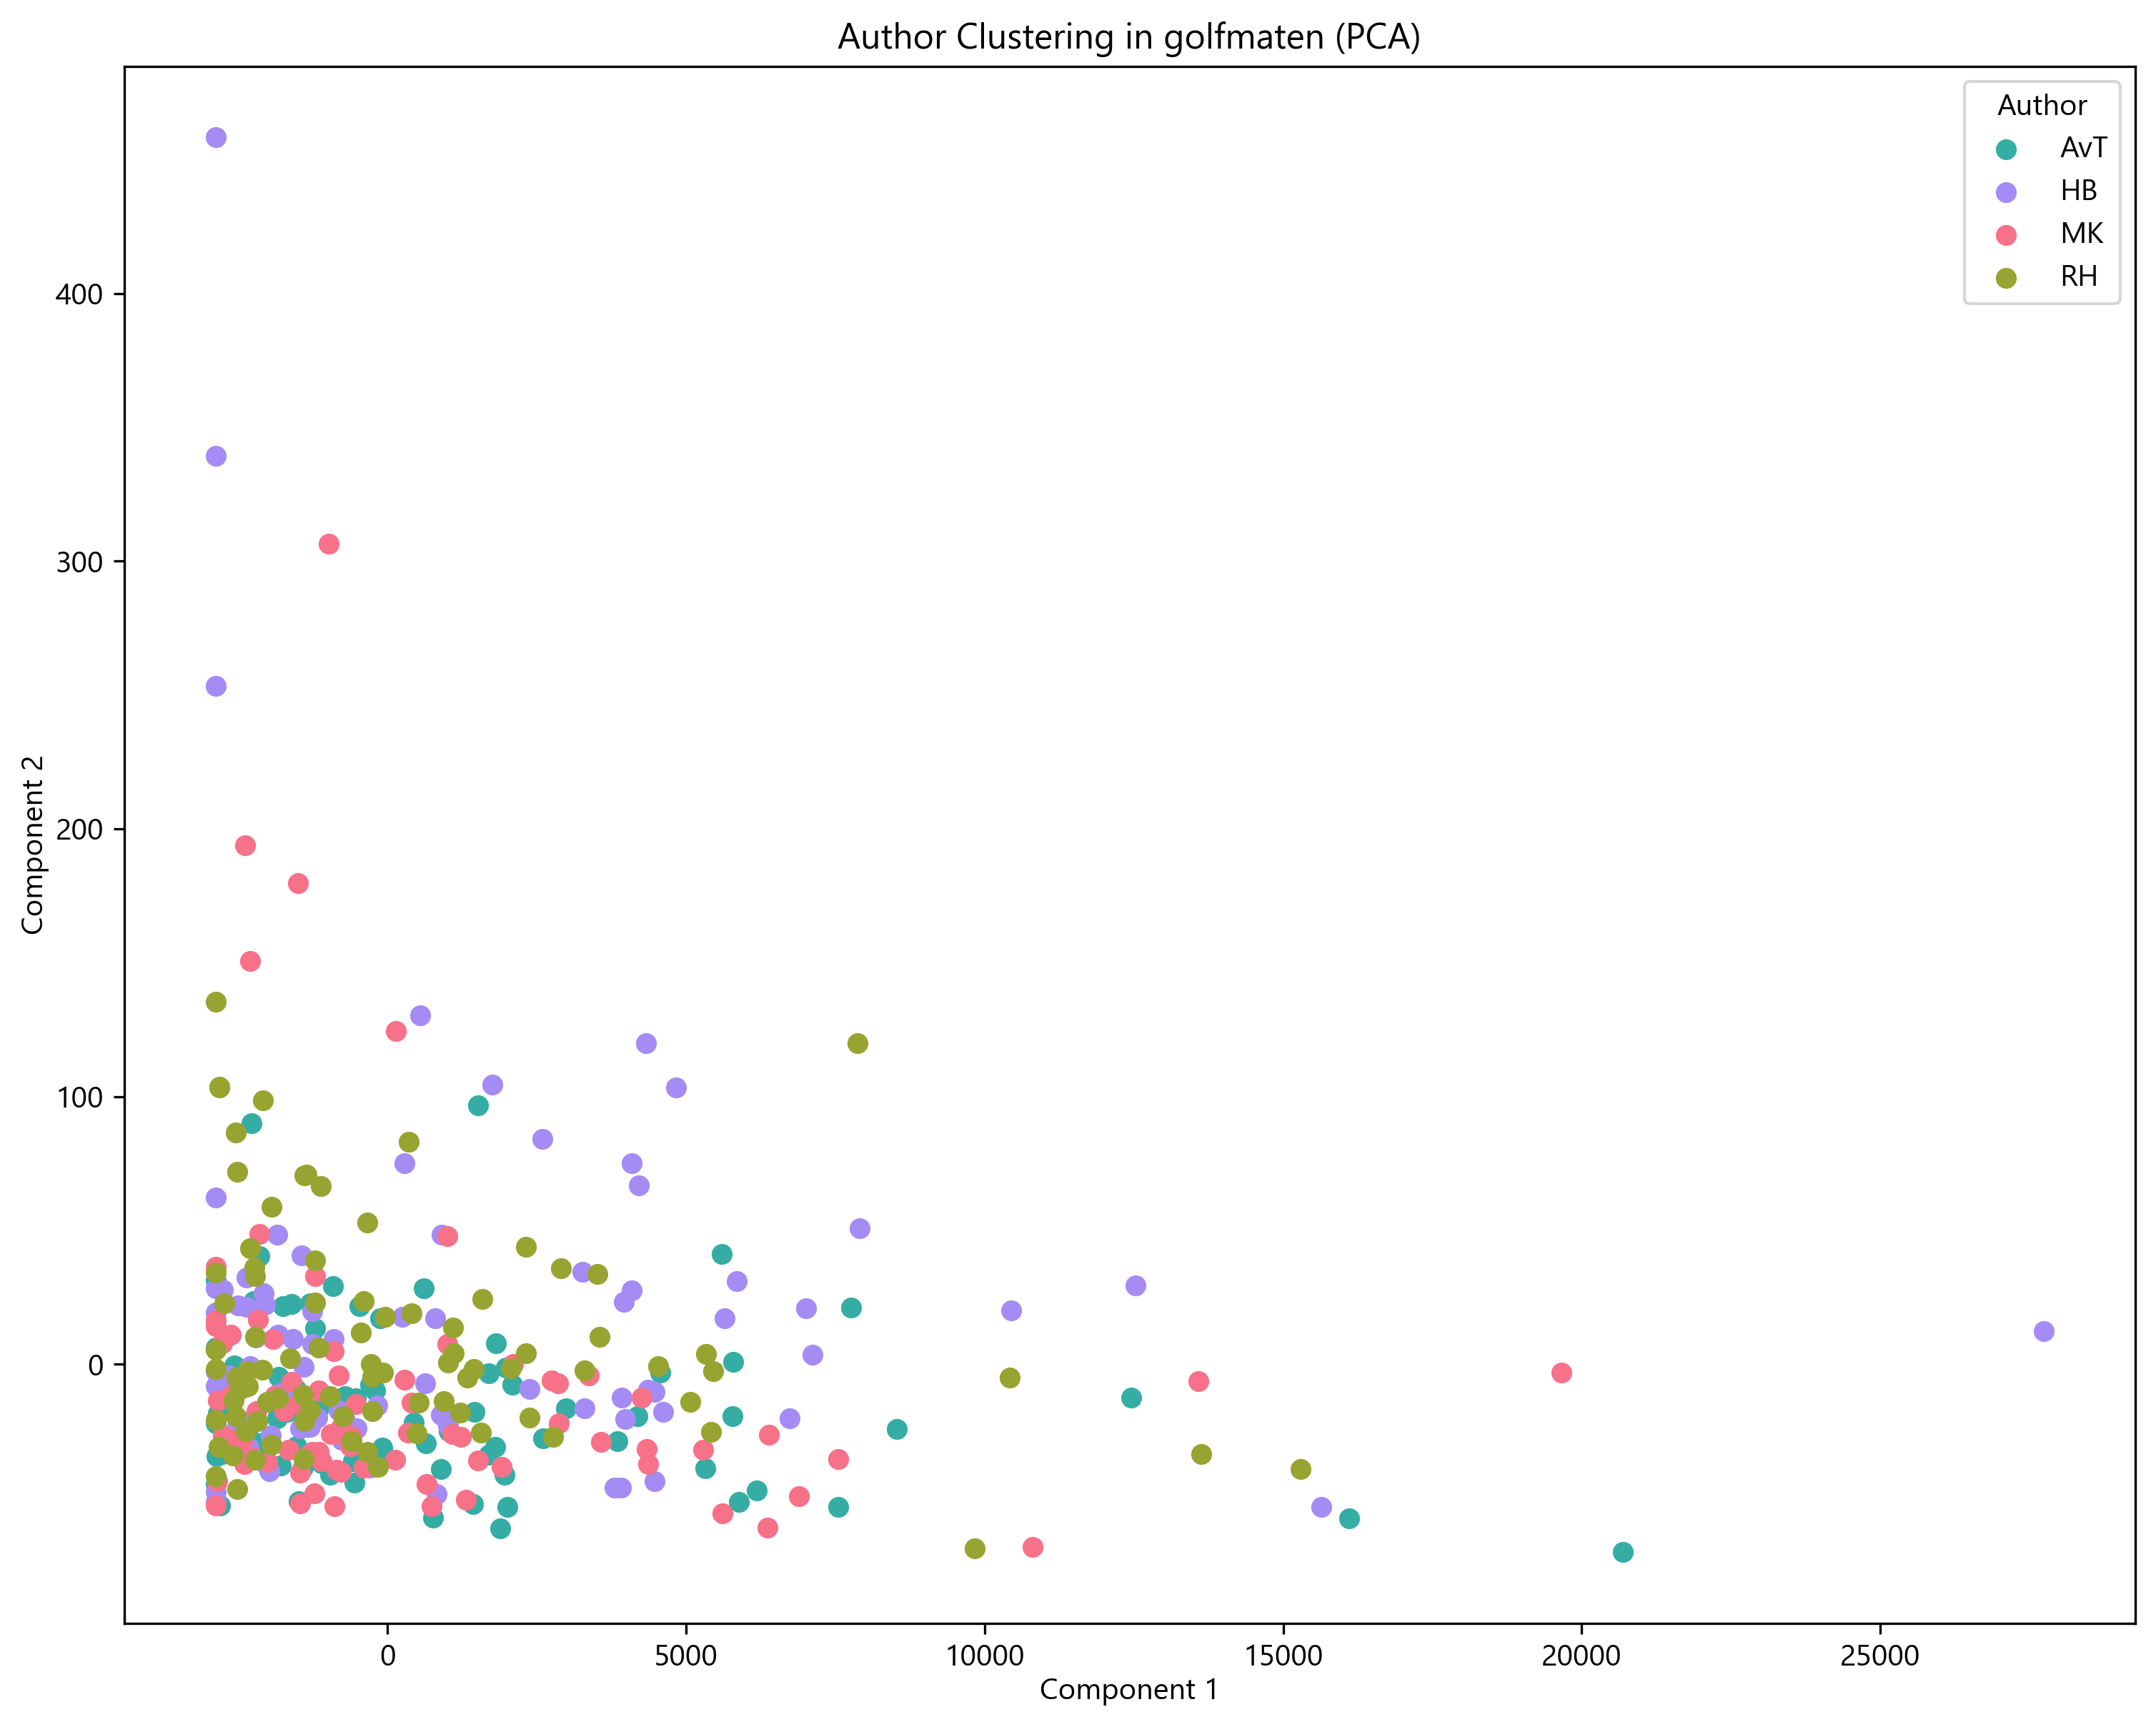 Author Clustering in golfmaten (PCA)
Author
AvT
HB
MK
RH
Component 2
400
300
200
100
0
0 5000 10000 15000 20000 25000
Component 1